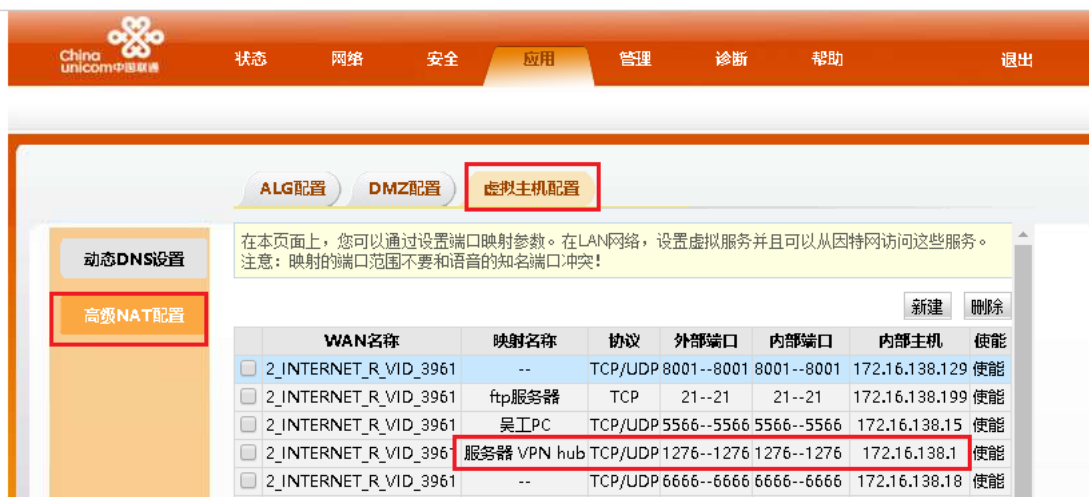 China
unicom中国联通
状态 网络 安全 应用 管理 诊断 帮助 退出
ALG配置 DMZ配置 虚拟主机配置
动态DNS设置
高级NAT配置
在本页面上，您可以通过设置端口映射参数。在LAN网络，设置虚拟服务并且可以从因特网访问这些服务。
注意：映射的端口范围不要和语音的知名端口冲突！
新建 删除
WAN名称 映射名称 协议 外部端口 内部端口 内部主机 使能
2_INTERNET_R_VID_3961 -- TCP/UDP 8001--8001 8001--8001 172.16.138.129 使能
2_INTERNET_R_VID_3961 ftp服务器 TCP 21--21 21--21 172.16.138.199 使能
2_INTERNET_R_VID_3961 吴工PC TCP/UDP 5566--5566 5566--5566 172.16.138.15 使能
2_INTERNET_R_VID_3961 服务器 VPN hub TCP/UDP 1276--1276 1276--1276 172.16.138.1 使能
2_INTERNET_R_VID_3961 -- TCP/UDP 6666--6666 6666--6666 172.16.138.18 使能